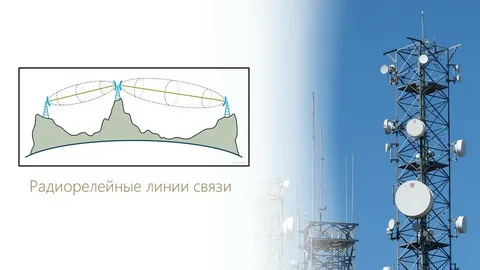 Радиорелейные линии связи